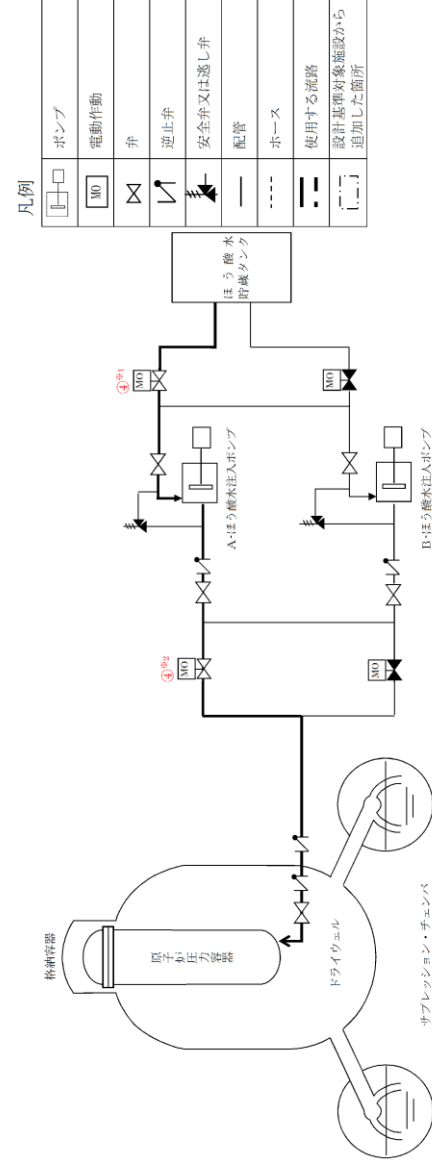 凡例
ポンプ
MO
電動作動
弁
逆止弁
安全弁又は逃し弁
配管
ホース
使用する流路
設計基準対象施設から
追加した箇所
格納容器
原子炉圧力容器
ドライウェル
サプレッション・チェンバ
④※2
MO
MO
④※1
MO
MO
A-ほう酸水注入ポンプ
B-ほう酸水注入ポンプ
ほう酸水
貯蔵タンク